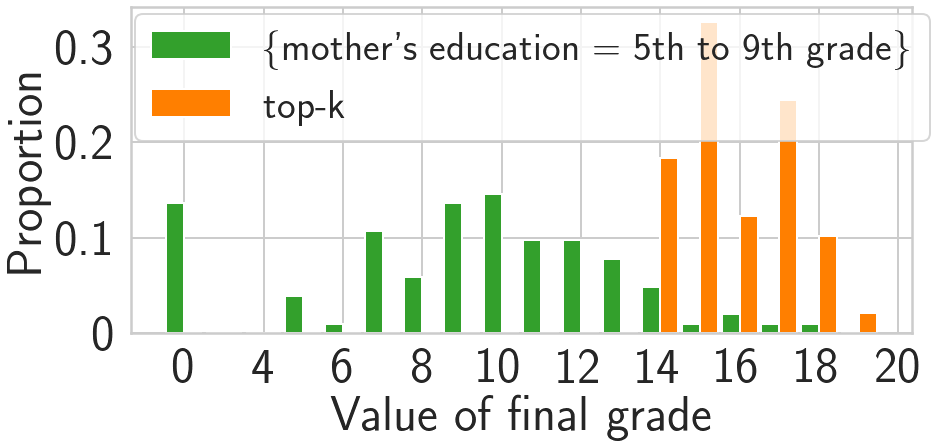 {mother's education = 5th to 9th grade}
top-k
Proportion
0.3
0.2
0.1
0
0 4 6 8 10 12 14 16 18 20
Value of final grade